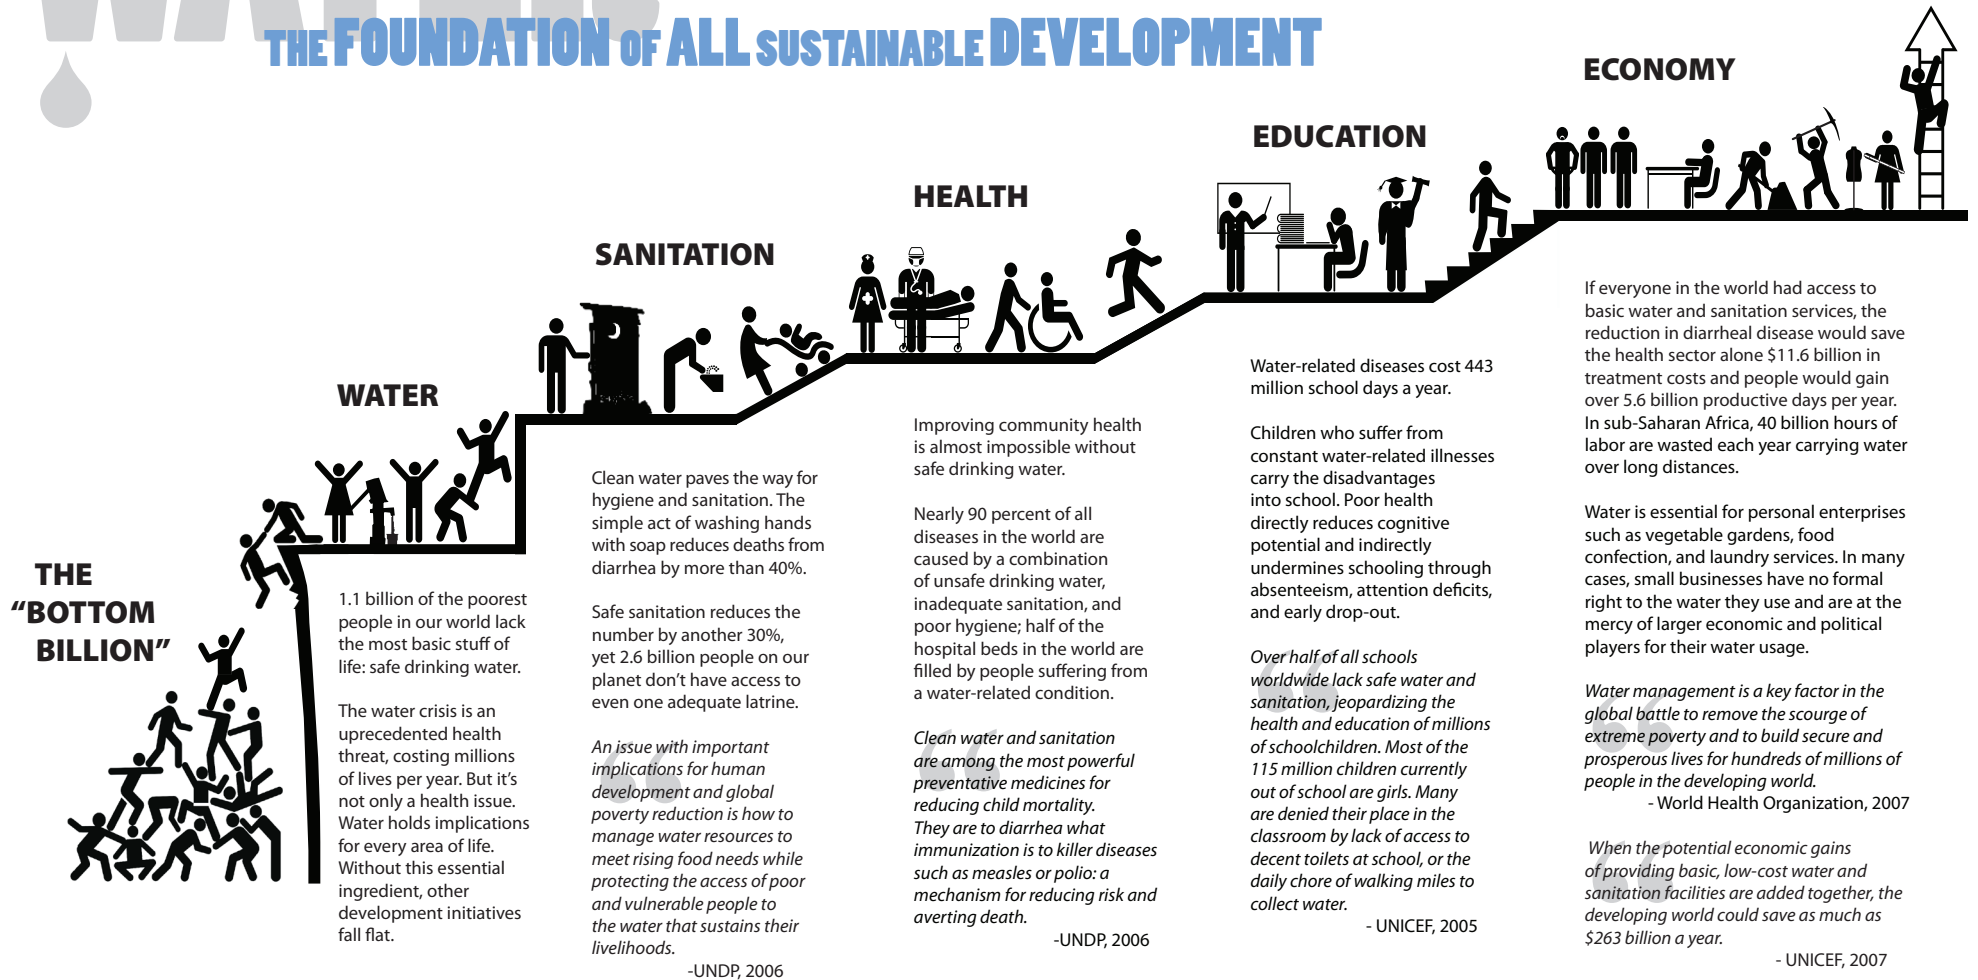 THE FOUNDATION OF ALL SUSTAINABLE DEVELOPMENT
THE
“BOTTOM
BILLION”
WATER
1.1 billion of the poorest
people in our world lack
the most basic stuff of
life: safe drinking water.
The water crisis is an
uprecedented health
threat, costing millions
of lives per year. But it’s
not only a health issue.
Water holds implications
for every area of life.
Without this essential
ingredient, other
development initiatives
fall flat.
SANITATION
Clean water paves the way for
hygiene and sanitation. The
simple act of washing hands
with soap reduces deaths from
diarrhea by more than 40%.
Safe sanitation reduces the
number by another 30%,
yet 2.6 billion people on our
planet don’t have access to
even one adequate latrine.
“
An issue with important
implications for human
development and global
poverty reduction is how to
manage water resources to
meet rising food needs while
protecting the access of poor
and vulnerable people to
the water that sustains their
livelihoods.
-UNDP, 2006
HEALTH
Improving community health
is almost impossible without
safe drinking water.
Nearly 90 percent of all
diseases in the world are
caused by a combination
of unsafe drinking water,
inadequate sanitation, and
poor hygiene; half of the
hospital beds in the world are
filled by people suffering from
a water-related condition.
“
Clean water and sanitation
are among the most powerful
preventative medicines for
reducing child mortality.
They are to diarrhea what
immunization is to killer diseases
such as measles or polio: a
mechanism for reducing risk and
averting death.
-UNDP, 2006
EDUCATION
Water-related diseases cost 443
million school days a year.
Children who suffer from
constant water-related illnesses
carry the disadvantages
into school. Poor health
directly reduces cognitive
potential and indirectly
undermines schooling through
absenteeism, attention deficits,
and early drop-out.
“
Over half of all schools
worldwide lack safe water and
sanitation, jeopardizing the
health and education of millions
of schoolchildren. Most of the
115 million children currently
out of school are girls. Many
are denied their place in the
classroom by lack of access to
decent toilets at school, or the
daily chore of walking miles to
collect water.
- UNICEF, 2005
ECONOMY
If everyone in the world had access to
basic water and sanitation services, the
reduction in diarrheal disease would save
the health sector alone $11.6 billion in
treatment costs and people would gain
over 5.6 billion productive days per year.
In sub-Saharan Africa, 40 billion hours of
labor are wasted each year carrying water
over long distances.
Water is essential for personal enterprises
such as vegetable gardens, food
confection, and laundry services. In many
cases, small businesses have no formal
right to the water they use and are at the
mercy of larger economic and political
players for their water usage.
“
Water management is a key factor in the
global battle to remove the scourge of
extreme poverty and to build secure and
prosperous lives for hundreds of millions of
people in the developing world.
- World Health Organization, 2007
“
When the potential economic gains
of providing basic, low-cost water and
sanitation facilities are added together, the
developing world could save as much as
$263 billion a year.
- UNICEF, 2007